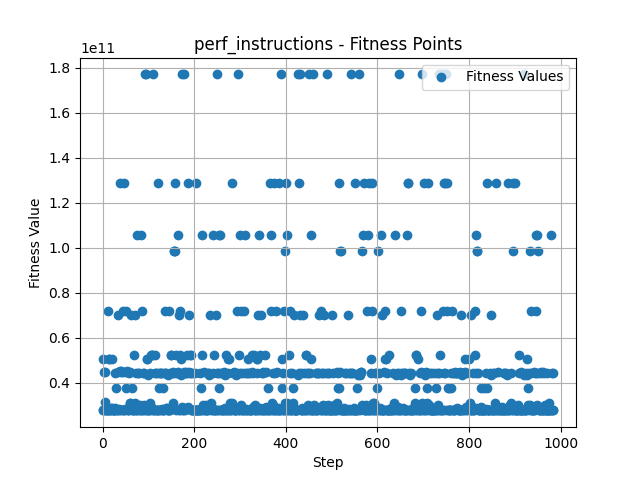 perf_instructions - Fitness Points
1e11
1.8
1.6
1.4
1.2
1.0
0.8
0.6
0.4
Fitness Value
Fitness Values
0 200 400 600 800 1000
Step